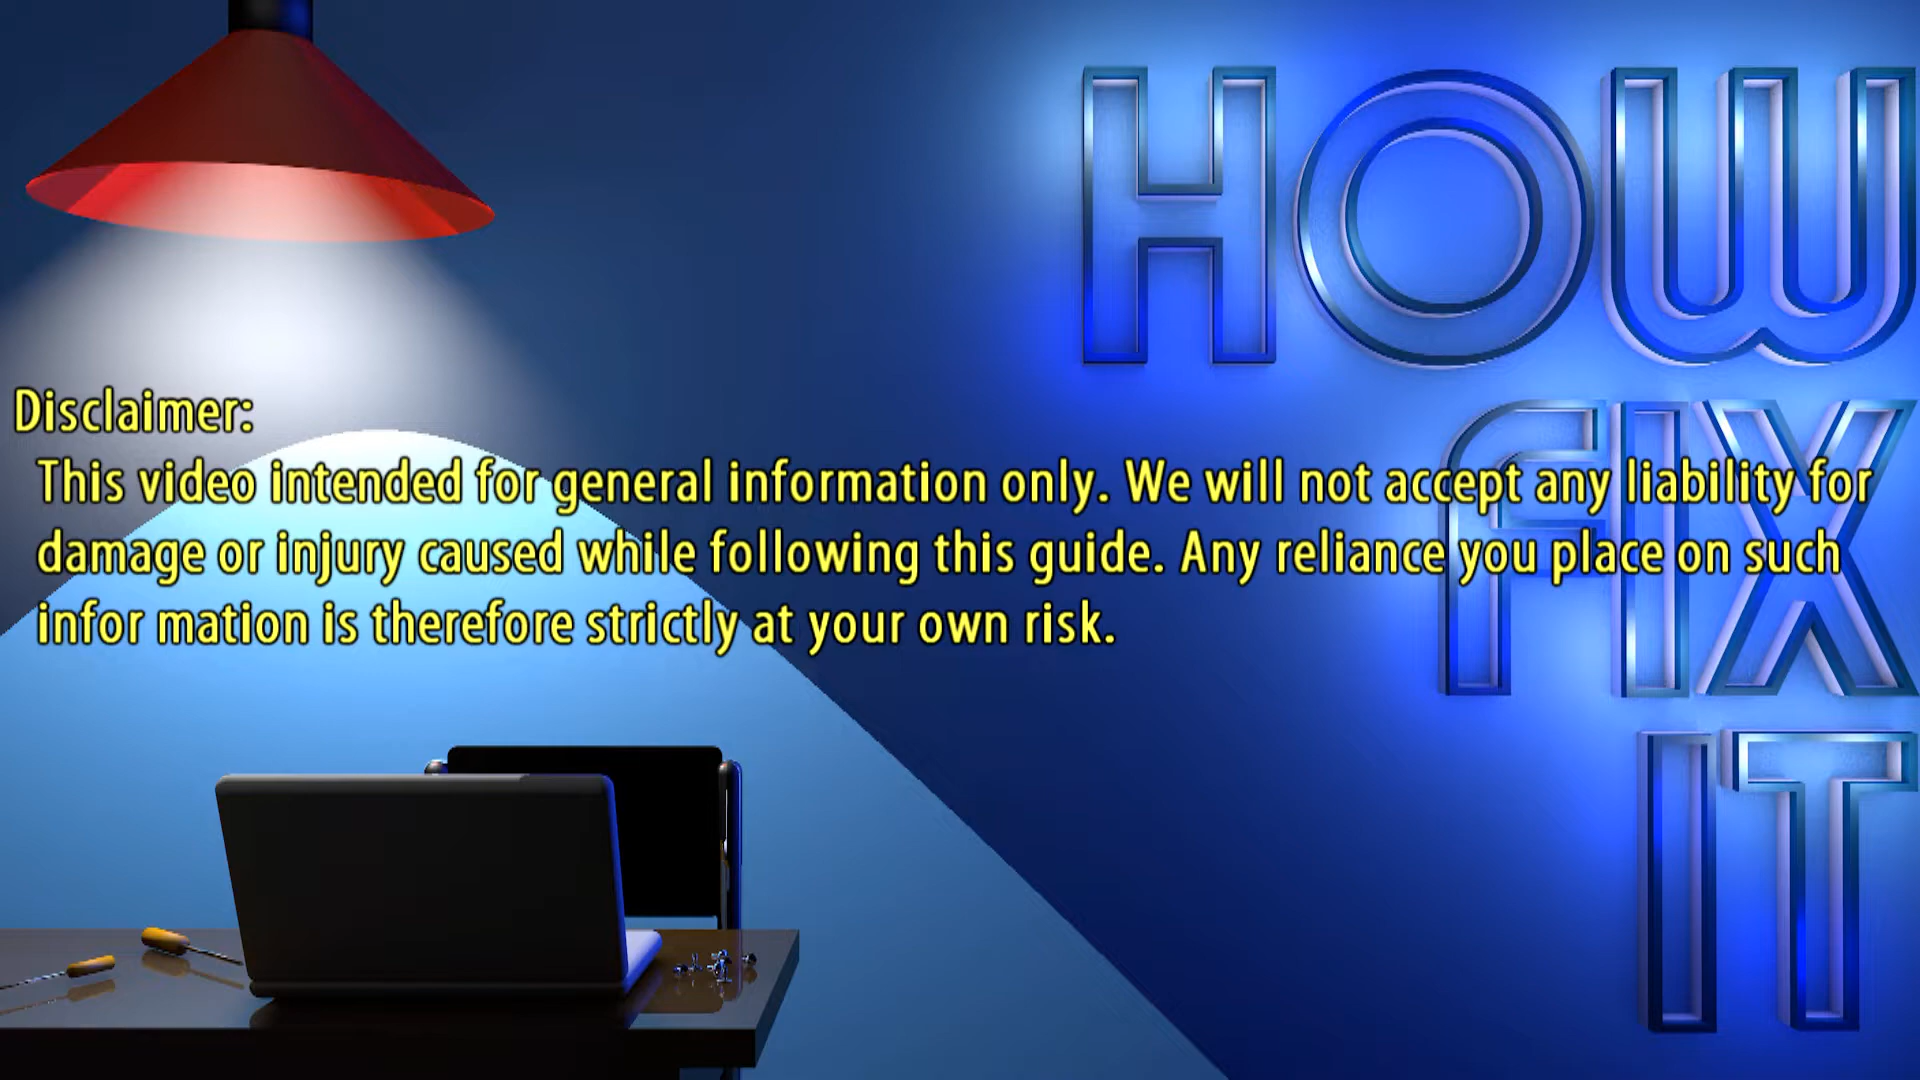 HOW
FIX
IT
Disclaimer:
This video intended for general information only. We will not accept any liability for
damage or injury caused while following this guide. Any reliance you place on such
infor mation is therefore strictly at your own risk.